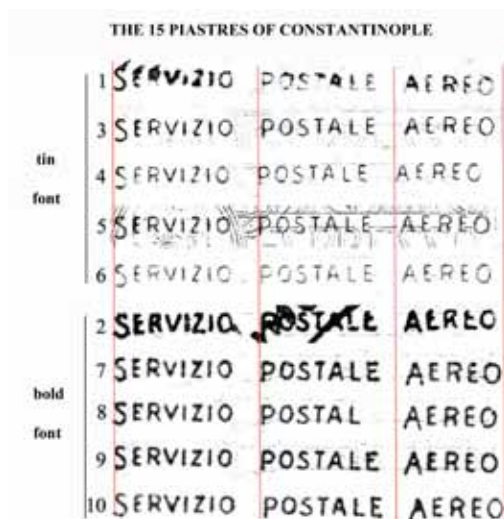 THE 15 PIASTRES OF CONSTANTINOPLE
1 SERVIZIO POSTALE AEREO
3 SERVIZIO POSTALE AEREO
tin
4 SERVIZIO POSTALE AEREO
font
5 SERVIZIO POSTALE AEREO
6 SERVIZIO POSTALE AEREO
2 SERVIZIO POSTALE AEREO
7 SERVIZIO POSTALE AEREO
bold
8 SERVIZIO POSTAL AEREO
font
9 SERVIZIO POSTALE AEREO
10 SERVIZIO POSTALE AEREO